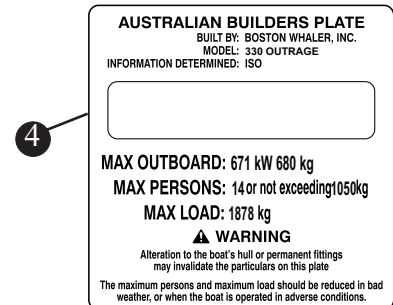 AUSTRALIAN BUILDERS PLATE
BUILT BY: BOSTON WHALER, INC.
MODEL: 330 OUTRAGE
INFORMATION DETERMINED: ISO
4
MAX OUTBOARD: 671 kW 680 kg
MAX PERSONS: 14 or not exceeding1050kg
MAX LOAD: 1878 kg
WARNING
Alteration to the boat's hull or permanent fittings
may invalidate the particulars on this plate
The maximum persons and maximum load should be reduced in bad
weather, or when the boat is operated in adverse conditions.